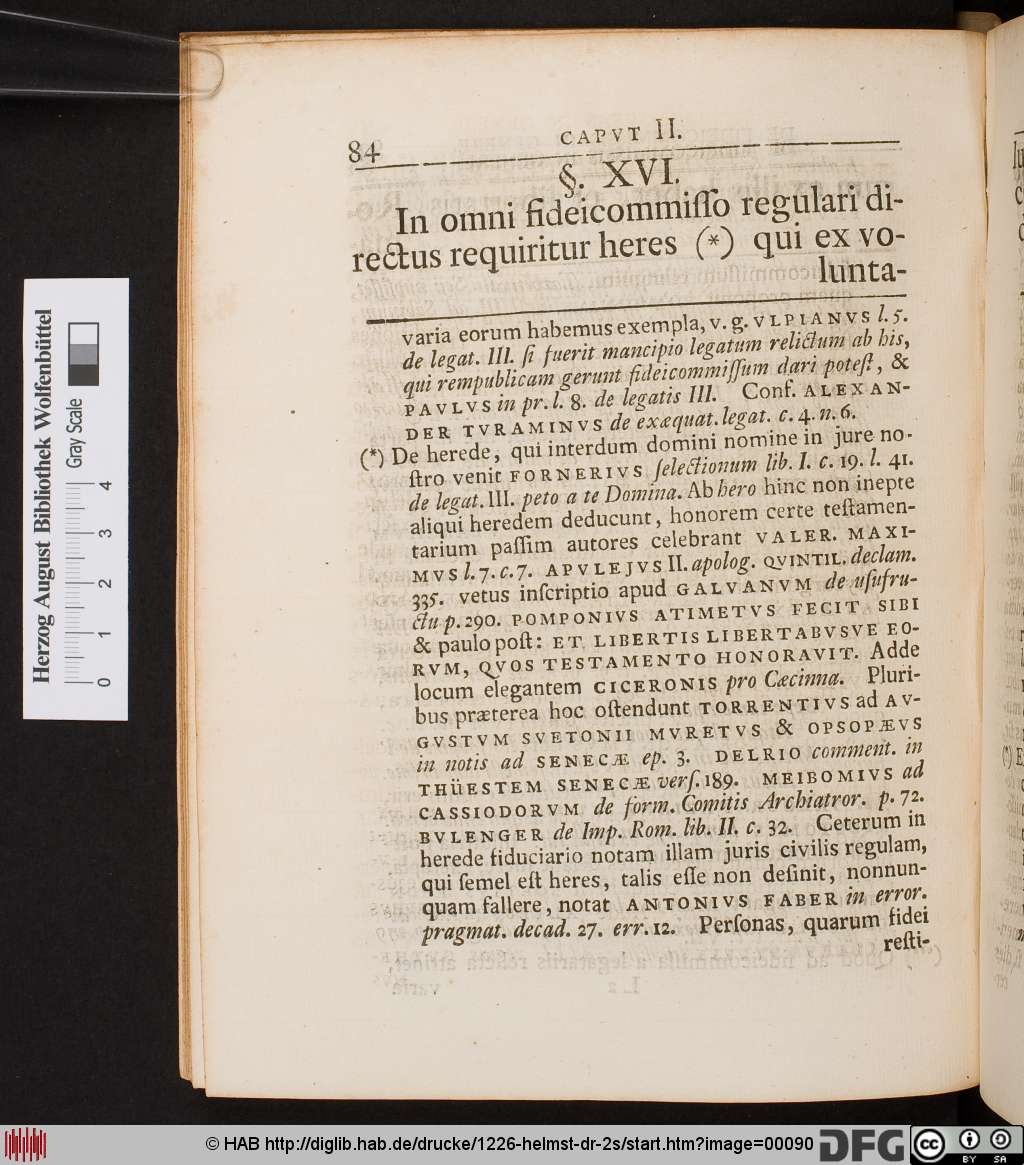 84 CAPVT II.
§. XVI.
In omni fideicommiſſo regulari di-
rectus requiritur heres (*) qui ex vo-
lunta-
varia eorum habemus exempla, v. g. VLPIANVS l. 5.
de legat. III. ſi fuerit mancipio legatum relictum ab his,
qui rempublicam gerunt fideicommiſſum dari poteſt, &
PAVLVS in pr. l. 8. de legatis III. Conf. ALEXAN-
DER TVRAMINVS de exæquat. legat. c. 4. n. 6.
(*) De herede, qui interdum domini nomine in jure no-
ſtro venit FORNERIVS ſelectionum lib. I. c. 19. l. 41.
de legat. III. peto a te Domina. Ab hero hinc non inepte
aliqui heredem deducunt, honorem certe teſtamen-
tarium paſſim autores celebrant VALER. MAXI-
MVS l. 7. c. 7. APVLEJVS II. apolog. QVINTIL. declam.
335. vetus inſcriptio apud GALVANVM de uſufru-
ctu p. 290. POMPONIVS ATIMETVS FECIT SIBI
& paulo poſt: ET LIBERTIS LIBERTABVSVE EO-
RVM, QVOS TESTAMENTO HONORAVIT. Adde
locum elegantem CICERONIS pro Cæcinna. Pluri-
bus præterea hoc oſtendunt TORRENTIVS ad AV-
GVSTVM SVETONII MVRETVS & OPSOPÆVS
in notis ad SENECÆ ep. 3. DELRIO comment. in
THÜESTEM SENECÆ verſ. 189. MEIBOMIVS ad
CASSIODORVM de form. Comitis Archiatror. p. 72.
BVLENGER de Imp. Rom. lib. II. c. 32. Ceterum in
herede fiduciario notam illam juris civilis regulam,
qui ſemel eſt heres, talis eſſe non deſinit, nonnun-
quam fallere, notat ANTONIVS FABER in error.
pragmat. decad. 27. err. 12. Perſonas, quarum fidei
reſti-
Herzog August Bibliothek Wolfenbüttel
Gray Scale
0 1 2 3 4
© HAB http://diglib.hab.de/drucke/1226-helmst-dr-2s/start.htm?image=00090
DFG
cc BY SA